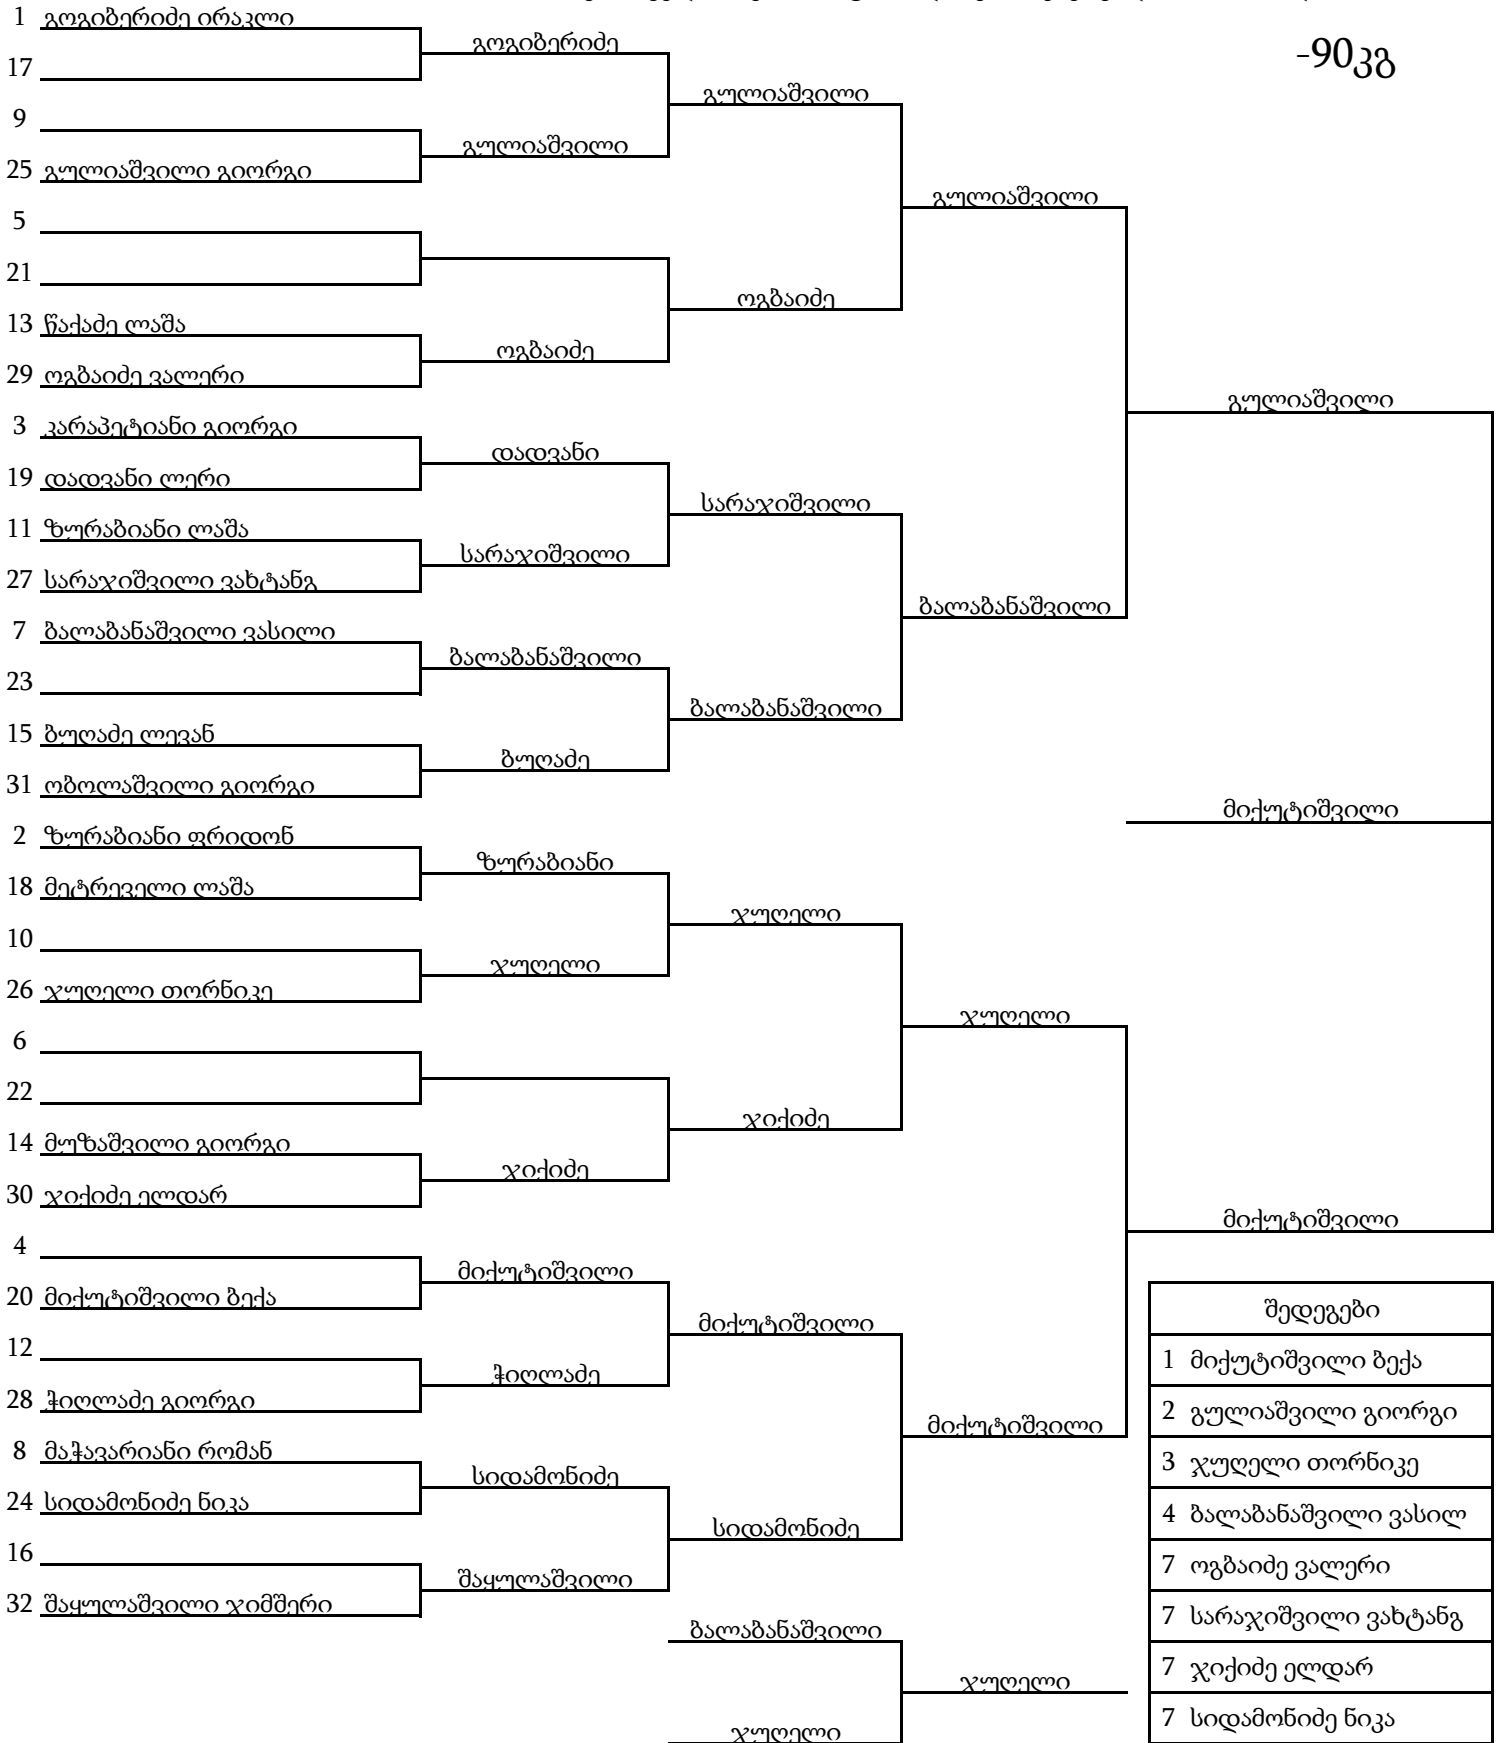 1 გოგიბერიძე ირაკლი
გოგიბერიძე
-90კგ
17
გულიაშვილი
9
გულიაშვილი
25 გულიაშვილი გიორგი
გულიაშვილი
5
21
ოგბაიძე
13 წაქაძე ლაშა
ოგბაიძე
29 ოგბაიძე ვალერი
გულიაშვილი
3 კარაპეტიანი გიორგი
დადვანი
19 დადვანი ლერი
სარაჯიშვილი
11 ზურაბიანი ლაშა
სარაჯიშვილი
27 სარაჯიშვილი ვახტანგ
ბალაბანაშვილი
7 ბალაბანაშვილი ვასილი
ბალაბანაშვილი
23
ბალაბანაშვილი
15 ბუღაძე ლევან
ბუღაძე
31 ობოლაშვილი გიორგი
მიქუტიშვილი
2 ზურაბიანი ფრიდონ
ზურაბიანი
18 მეტრეველი ლაშა
ჯუღელი
10
ჯუღელი
26 ჯუღელი თორნიკე
ჯუღელი
6
22
ჯიქიძე
14 მუზაშვილი გიორგი
ჯიქიძე
30 ჯიქიძე ელდარ
მიქუტიშვილი
4
მიქუტიშვილი
20 მიქუტიშვილი ბექა
მიქუტიშვილი
12
ჭიღლაძე
28 ჭიღლაძე გიორგი
მიქუტიშვილი
8 მაჭავარიანი რომან
სიდამონიძე
24 სიდამონიძე ნიკა
სიდამონიძე
16
შაყულაშვილი
32 შაყულაშვილი ჯიმშერი
ბალაბანაშვილი
ჯუღელი
ჯუღელი
შედეგები
1 მიქუტიშვილი ბექა
2 გულიაშვილი გიორგი
3 ჯუღელი თორნიკე
4 ბალაბანაშვილი ვასილ
7 ოგბაიძე ვალერი
7 სარაჯიშვილი ვახტანგ
7 ჯიქიძე ელდარ
7 სიდამონიძე ნიკა